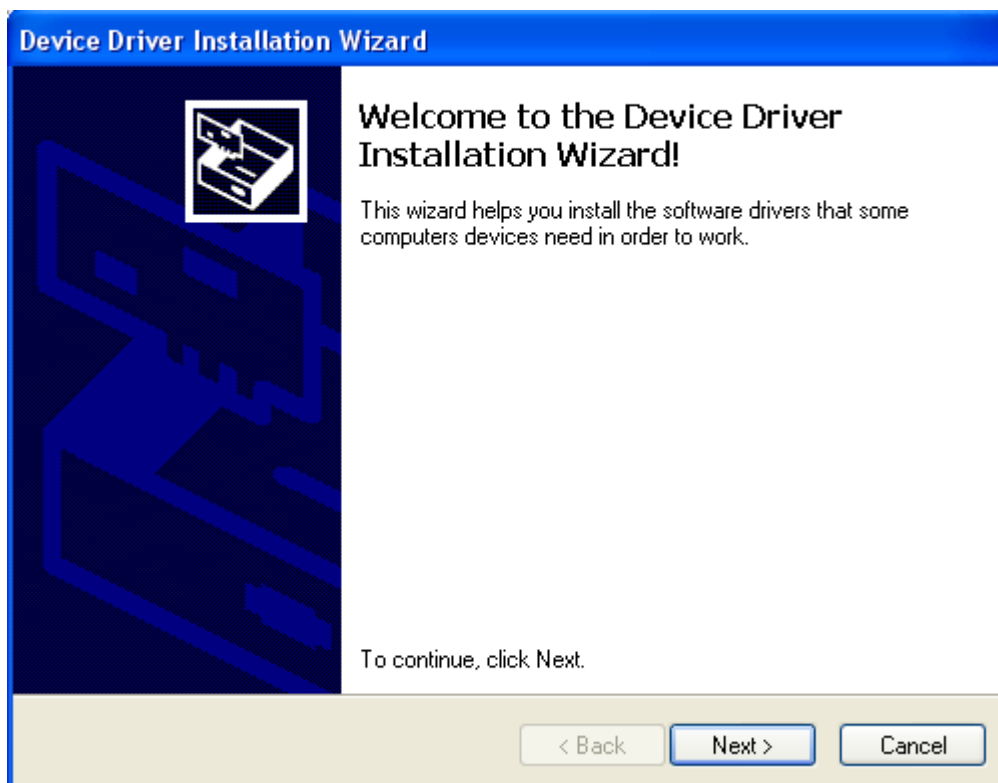 Device Driver Installation Wizard
Welcome to the Device Driver
Installation Wizard!
This wizard helps you install the software drivers that some
computers devices need in order to work.
To continue, click Next.
< Back
Next >
Cancel